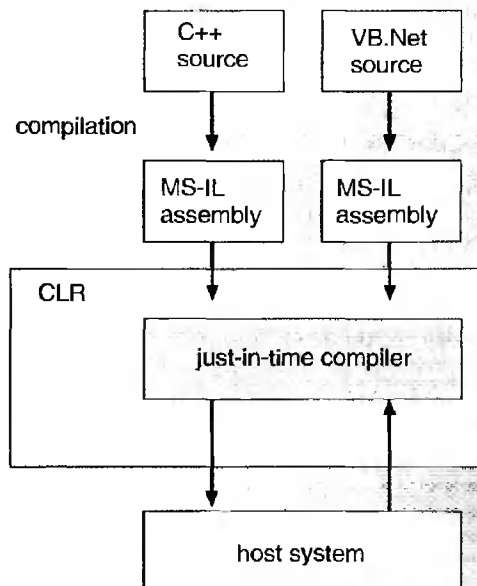 C++
source
VB.Net
source
compilation
MS-IL
assembly
MS-IL
assembly
CLR
just-in-time compiler
host system